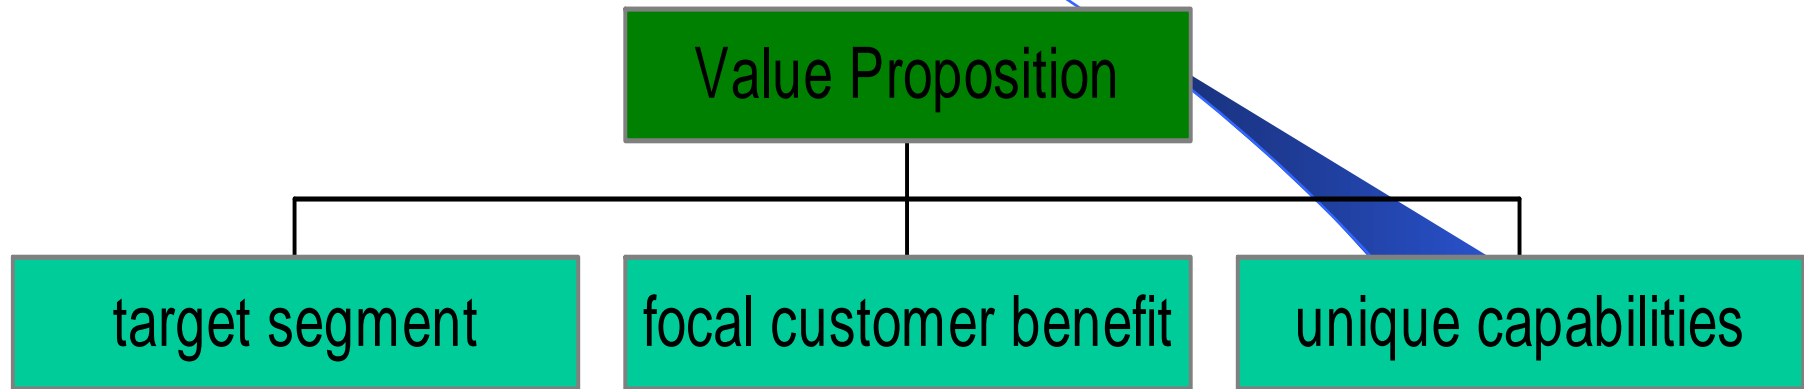 Value Proposition
target segment
focal customer benefit
unique capabilities